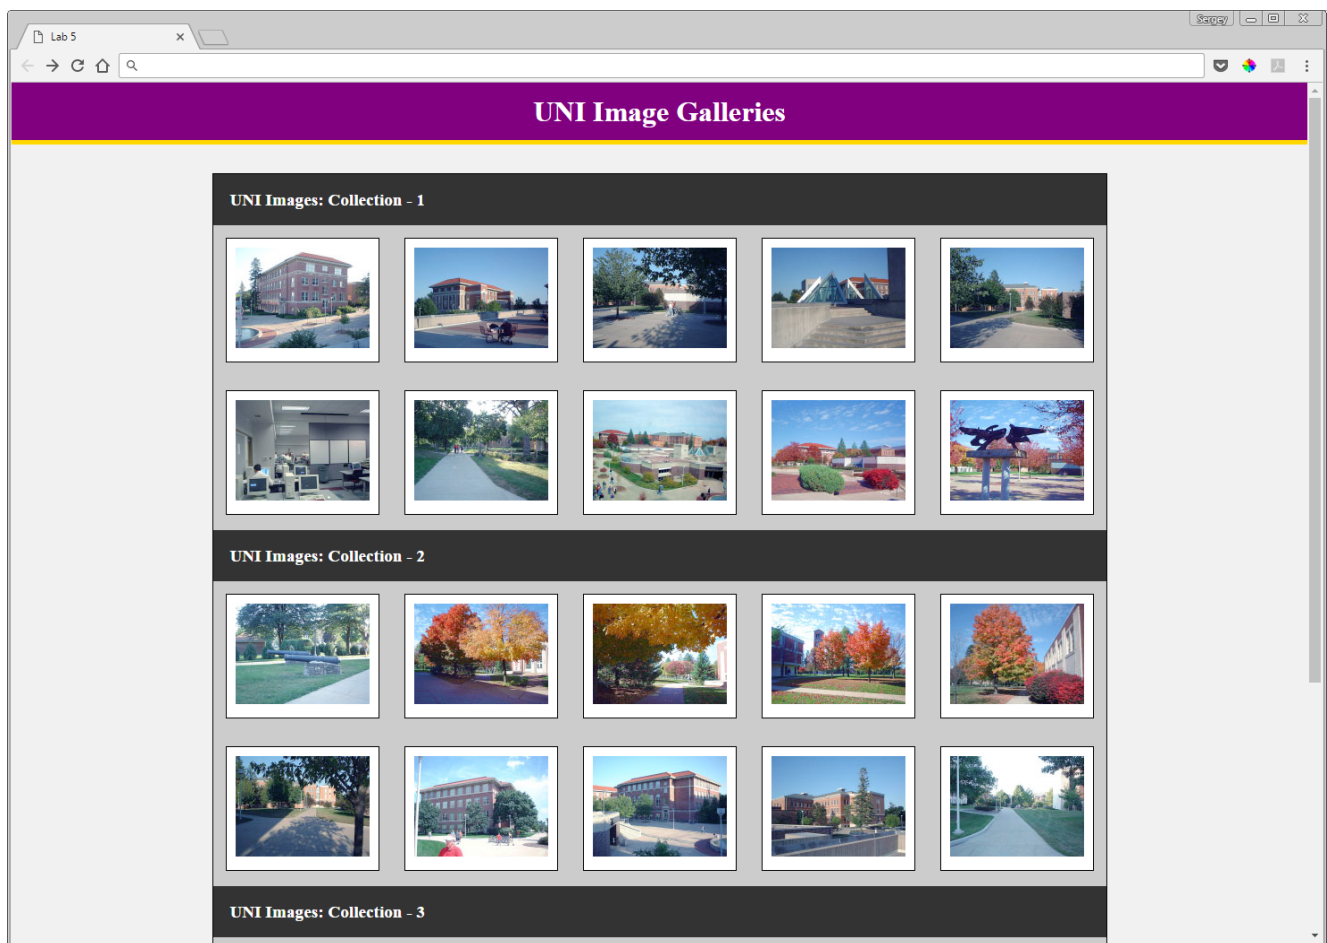 Sergey
Lab 5
UNI Image Galleries
UNI Images: Collection - 1
UNI Images: Collection - 2
UNI Images: Collection - 3